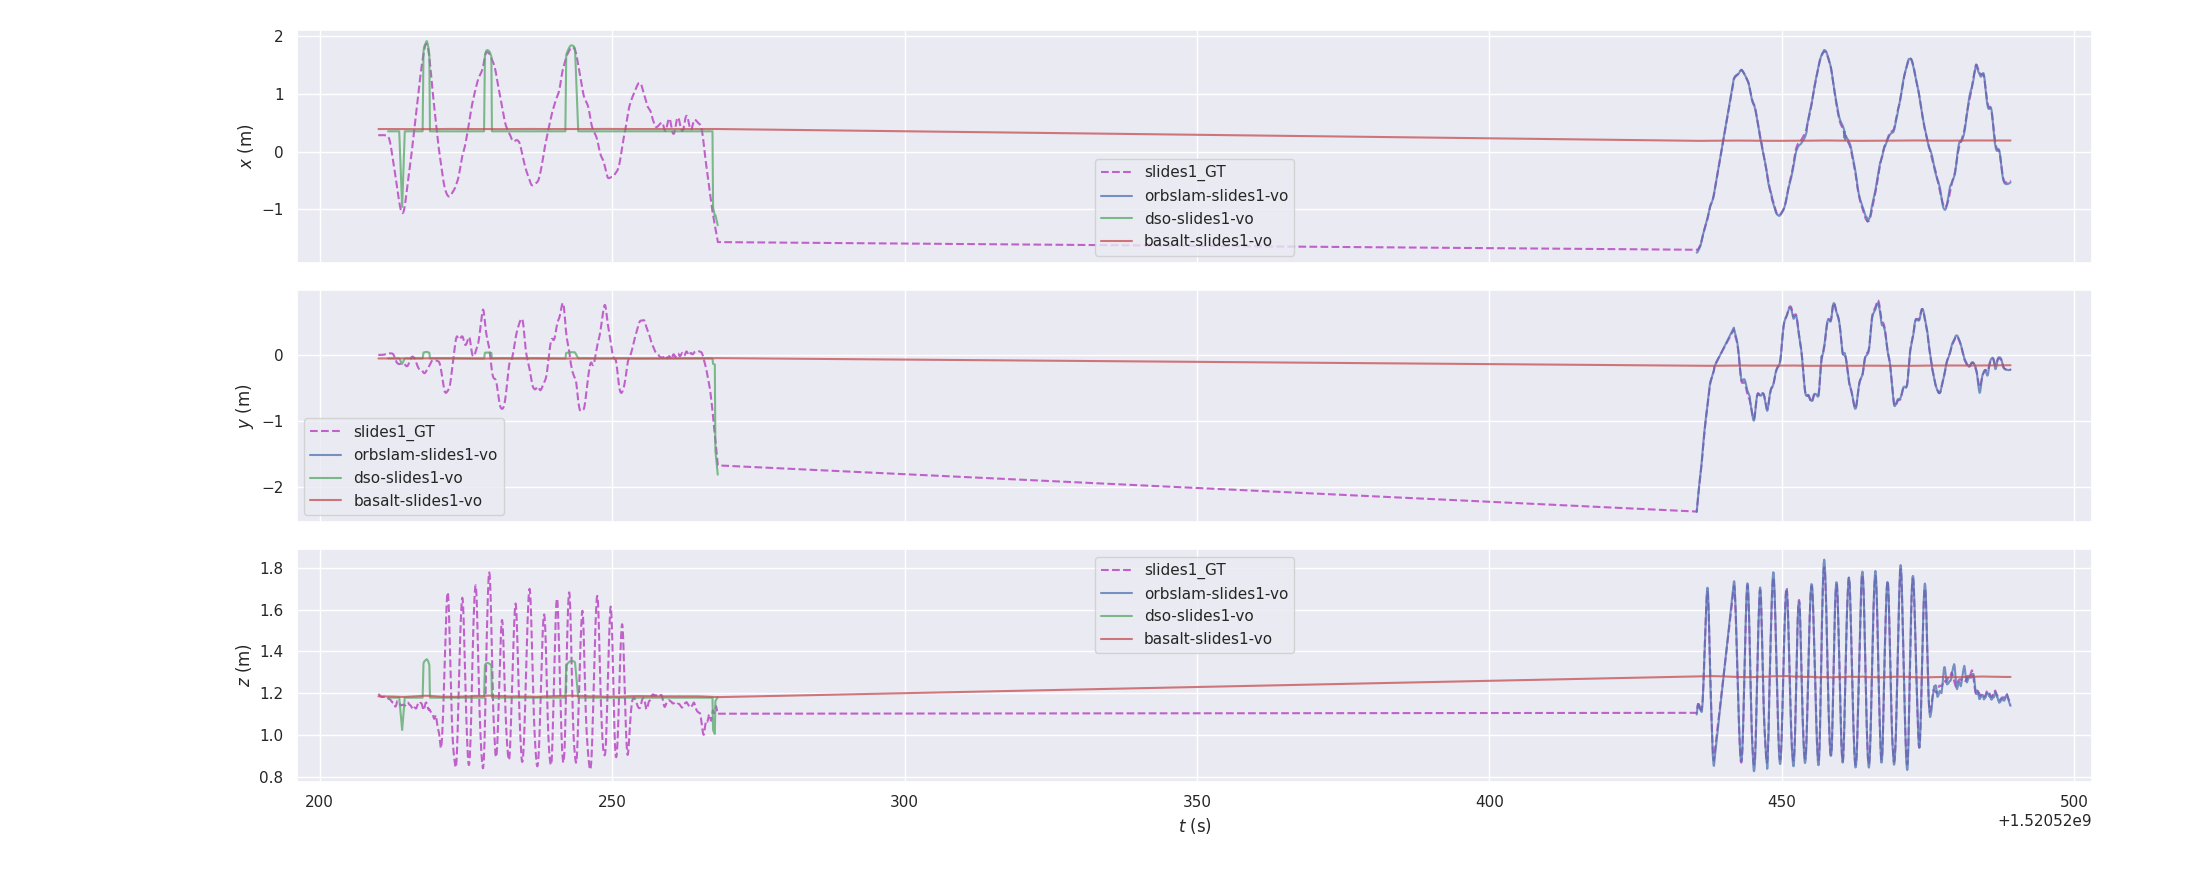 2
1
0
−1
x (m)
slides1_GT
orbslam-slides1-vo
dso-slides1-vo
basalt-slides1-vo
0
−1
−2
y (m)
slides1_GT
orbslam-slides1-vo
dso-slides1-vo
basalt-slides1-vo
1.8
1.6
1.4
1.2
1.0
0.8
z (m)
slides1_GT
orbslam-slides1-vo
dso-slides1-vo
basalt-slides1-vo
200 250 300 350 400 450 500
t (s)
+1.52052e9